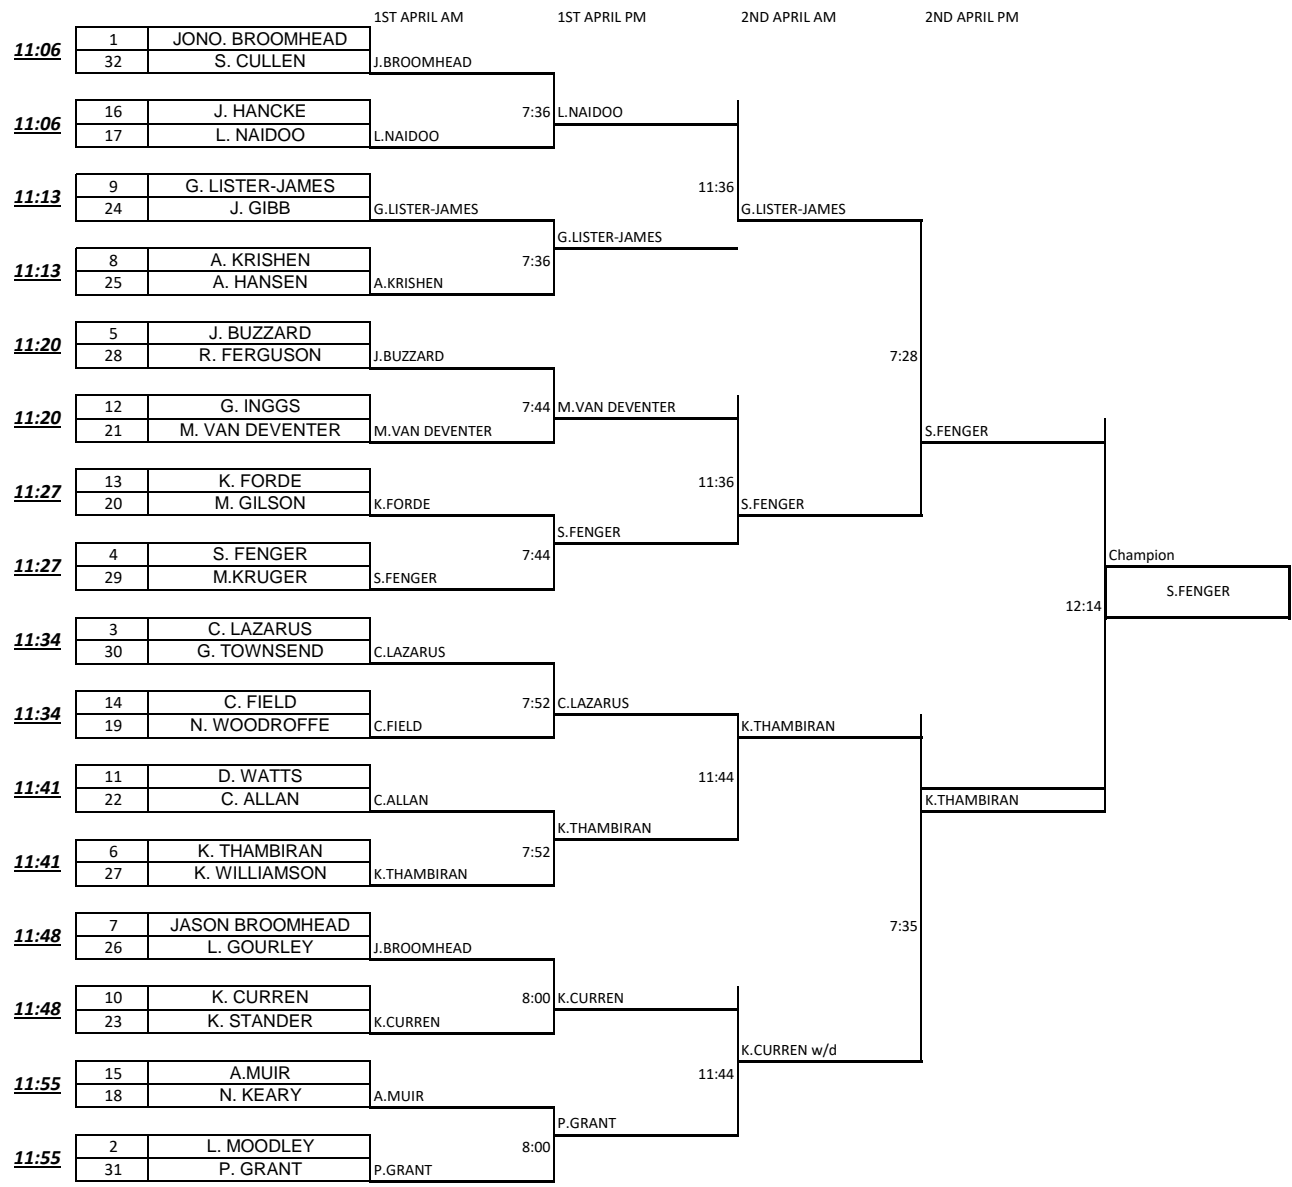 1ST APRIL AM 1ST APRIL PM 2ND APRIL AM 2ND APRIL PM
11:06 1 JONO. BROOMHEAD
32 S. CULLEN J.BROOMHEAD
11:06 16 J. HANCKE 7:36 L.NAIDOO
17 L. NAIDOO L.NAIDOO
11:13 9 G. LISTER-JAMES 11:36
24 J. GIBB G.LISTER-JAMES G.LISTER-JAMES
G.LISTER-JAMES
11:13 8 A. KRISHEN 7:36
25 A. HANSEN A.KRISHEN
11:20 5 J. BUZZARD
28 R. FERGUSON J.BUZZARD 7:28
11:20 12 G. INGGS 7:44 M.VAN DEVENTER
21 M. VAN DEVENTER M.VAN DEVENTER S.FENGER
11:27 13 K. FORDE 11:36
20 M. GILSON K.FORDE S.FENGER
S.FENGER
11:27 4 S. FENGER 7:44 Champion
29 M.KRUGER S.FENGER S.FENGER
12:14
11:34 3 C. LAZARUS
30 G. TOWNSEND C.LAZARUS
11:34 14 C. FIELD 7:52 C.LAZARUS
19 N. WOODROFFE C.FIELD K.THAMBIRAN
11:41 11 D. WATTS 11:44
22 C. ALLAN C.ALLAN K.THAMBIRAN
K.THAMBIRAN
11:41 6 K. THAMBIRAN 7:52
27 K. WILLIAMSON K.THAMBIRAN
11:48 7 JASON BROOMHEAD 7:35
26 L. GOURLEY J.BROOMHEAD
11:48 10 K. CURREN 8:00 K.CURREN
23 K. STANDER K.CURREN
K.CURREN w/d
11:55 15 A.MUIR 11:44
18 N. KEARY A.MUIR
P.GRANT
11:55 2 L. MOODLEY 8:00
31 P. GRANT P.GRANT